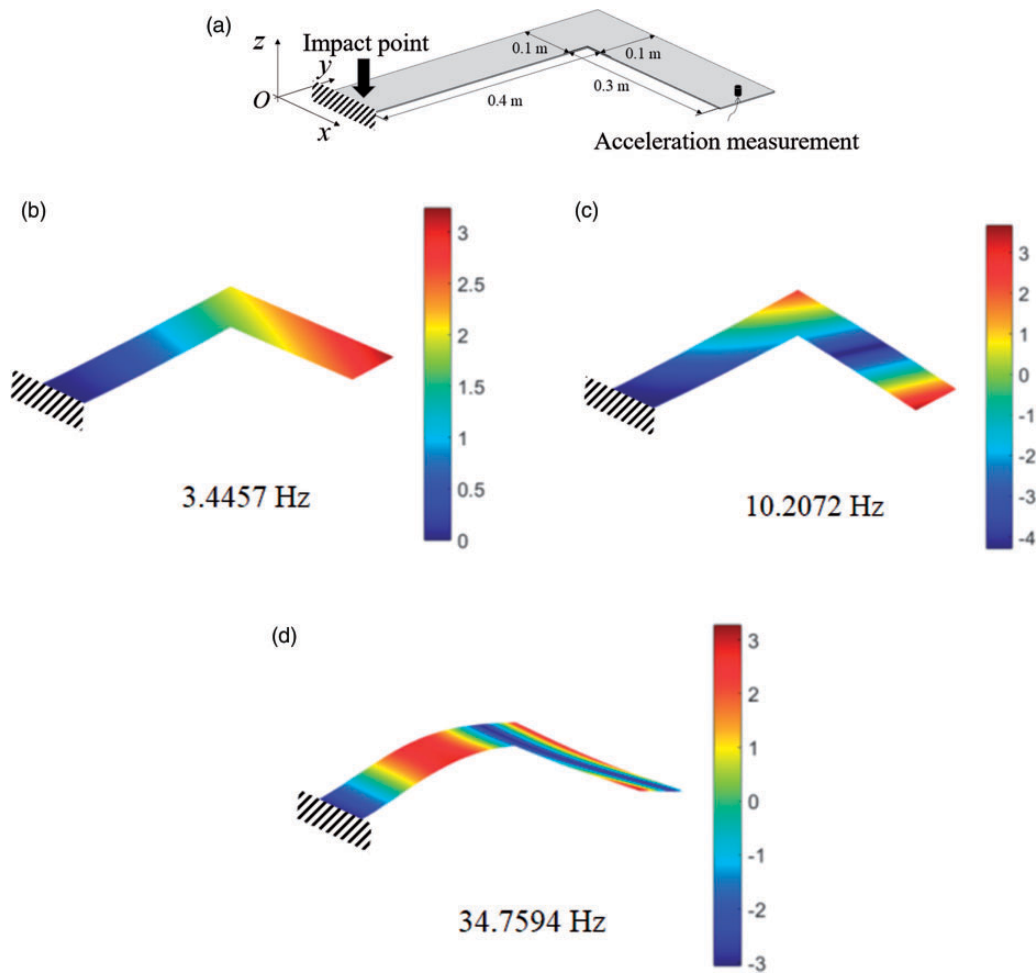 (a)
z
Impact point
y
O
x
0.1 m
0.1 m
0.4 m
0.3 m
Acceleration measurement
(b)
3
2.5
2
1.5
1
0.5
0
3.4457 Hz
(c)
3
2
1
0
-1
-2
-3
-4
10.2072 Hz
(d)
3
2
1
0
-1
-2
-3
34.7594 Hz